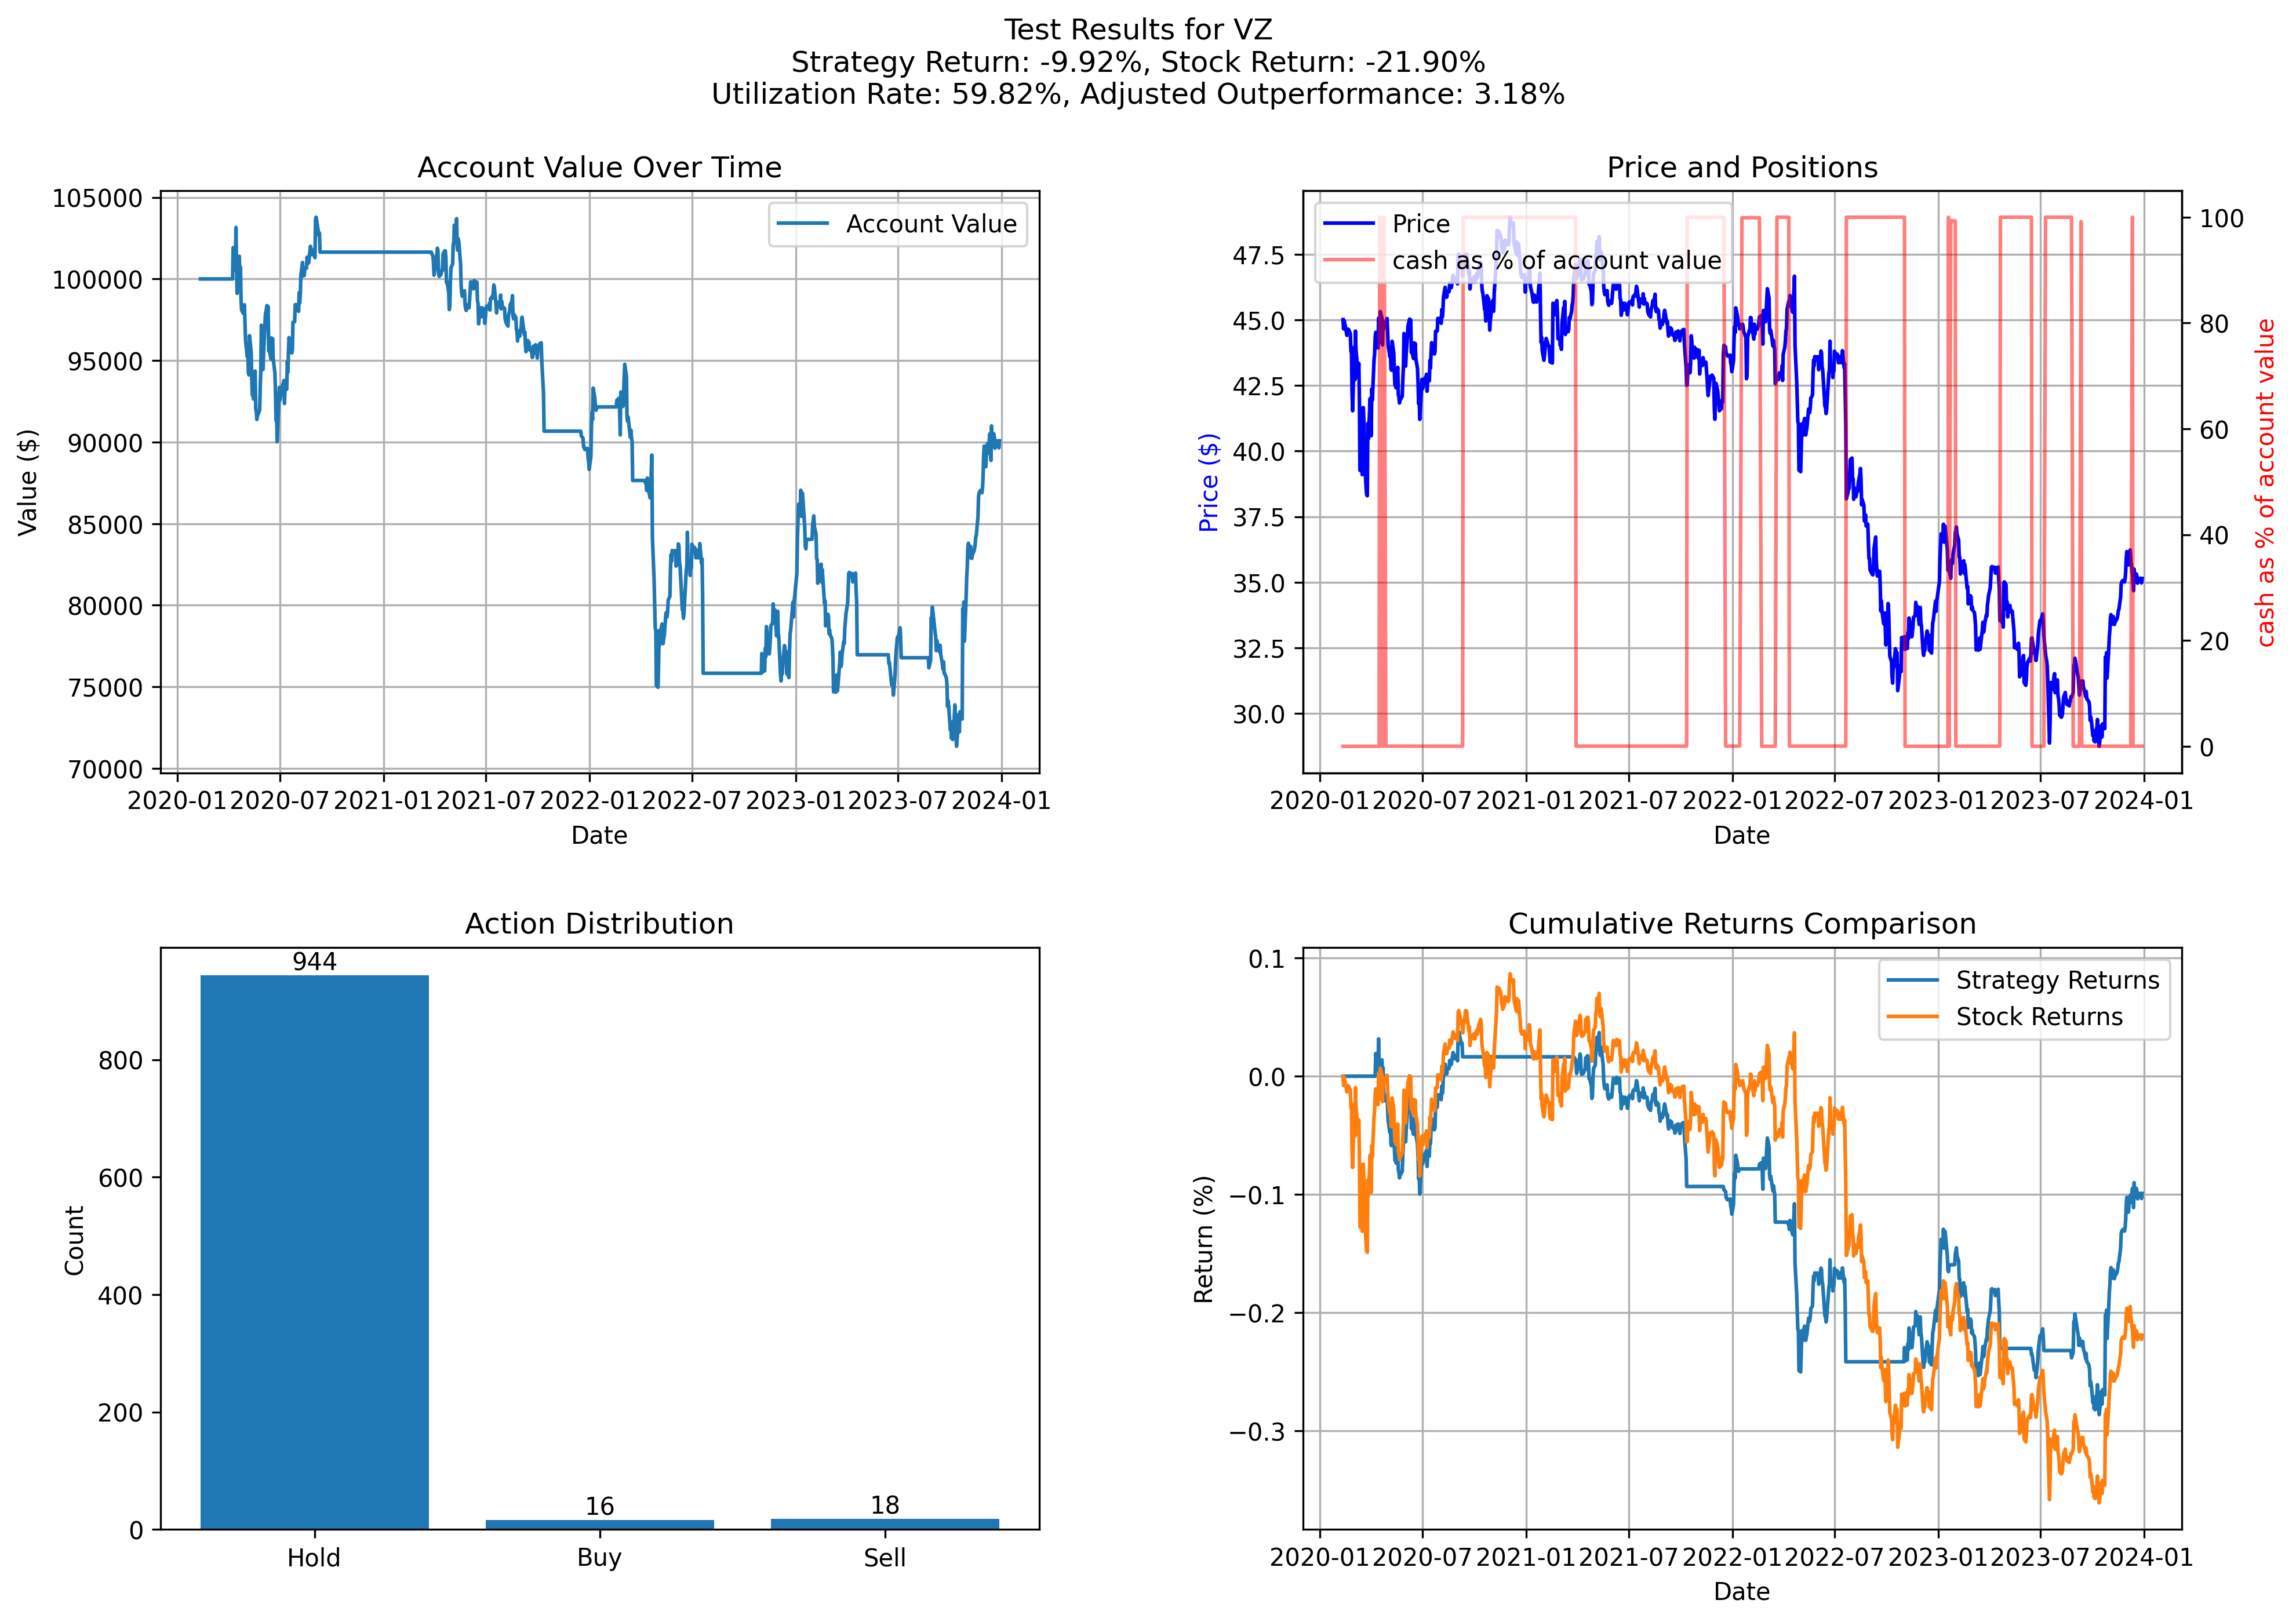 Test Results for VZ
Strategy Return: -9.92%, Stock Return: -21.90%
Utilization Rate: 59.82%, Adjusted Outperformance: 3.18%
Account Value Over Time
105000
100000
95000
90000
85000
80000
75000
70000
Value ($)
Account Value
2020-01 2020-07 2021-01 2021-07 2022-01 2022-07 2023-01 2023-07 2024-01
Date
Price and Positions
47.5
45.0
42.5
40.0
37.5
35.0
32.5
30.0
Price ($)
Price
cash as % of account value
100
80
60
40
20
0
cash as % of account value
2020-01 2020-07 2021-01 2021-07 2022-01 2022-07 2023-01 2023-07 2024-01
Date
Action Distribution
800
600
400
200
0
Count
944
16
18
Hold
Buy
Sell
Cumulative Returns Comparison
0.1
0.0
−0.1
−0.2
−0.3
Return (%)
Strategy Returns
Stock Returns
2020-01 2020-07 2021-01 2021-07 2022-01 2022-07 2023-01 2023-07 2024-01
Date